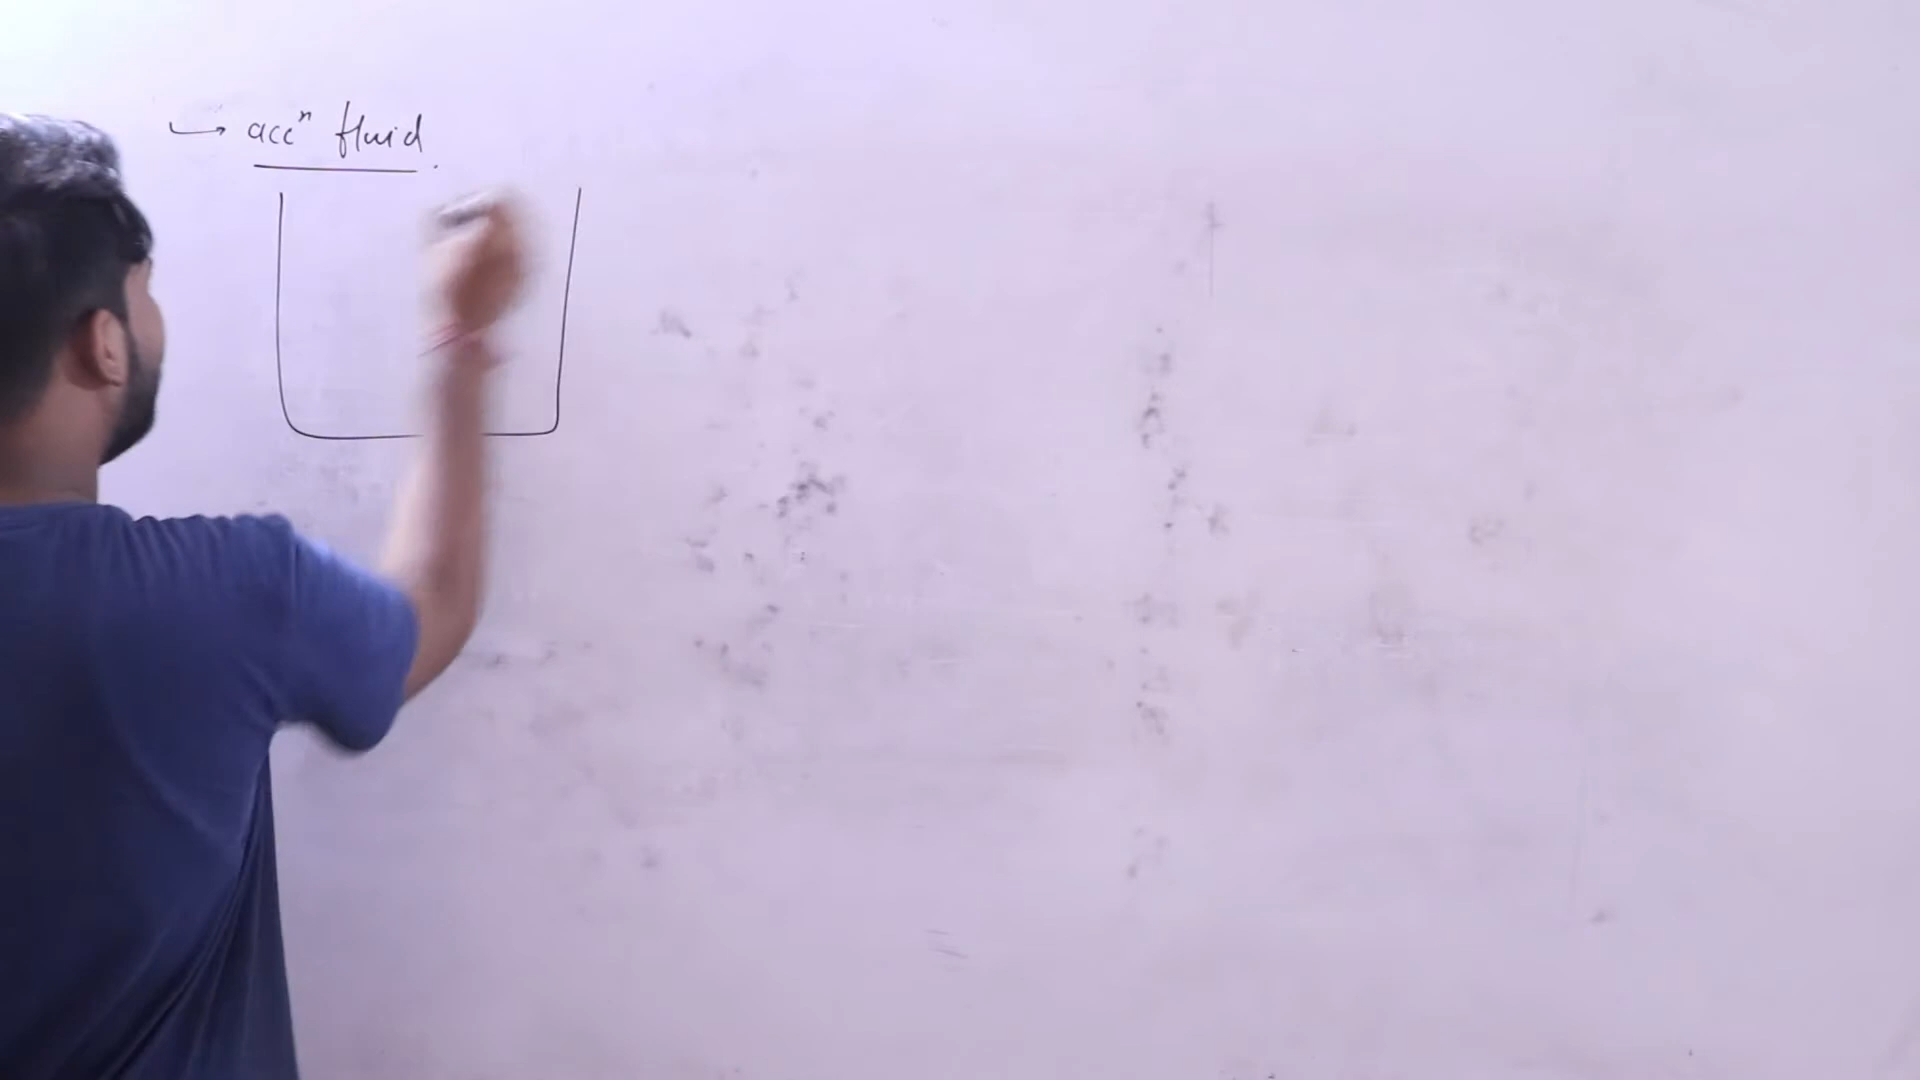 → accⁿ fluid.